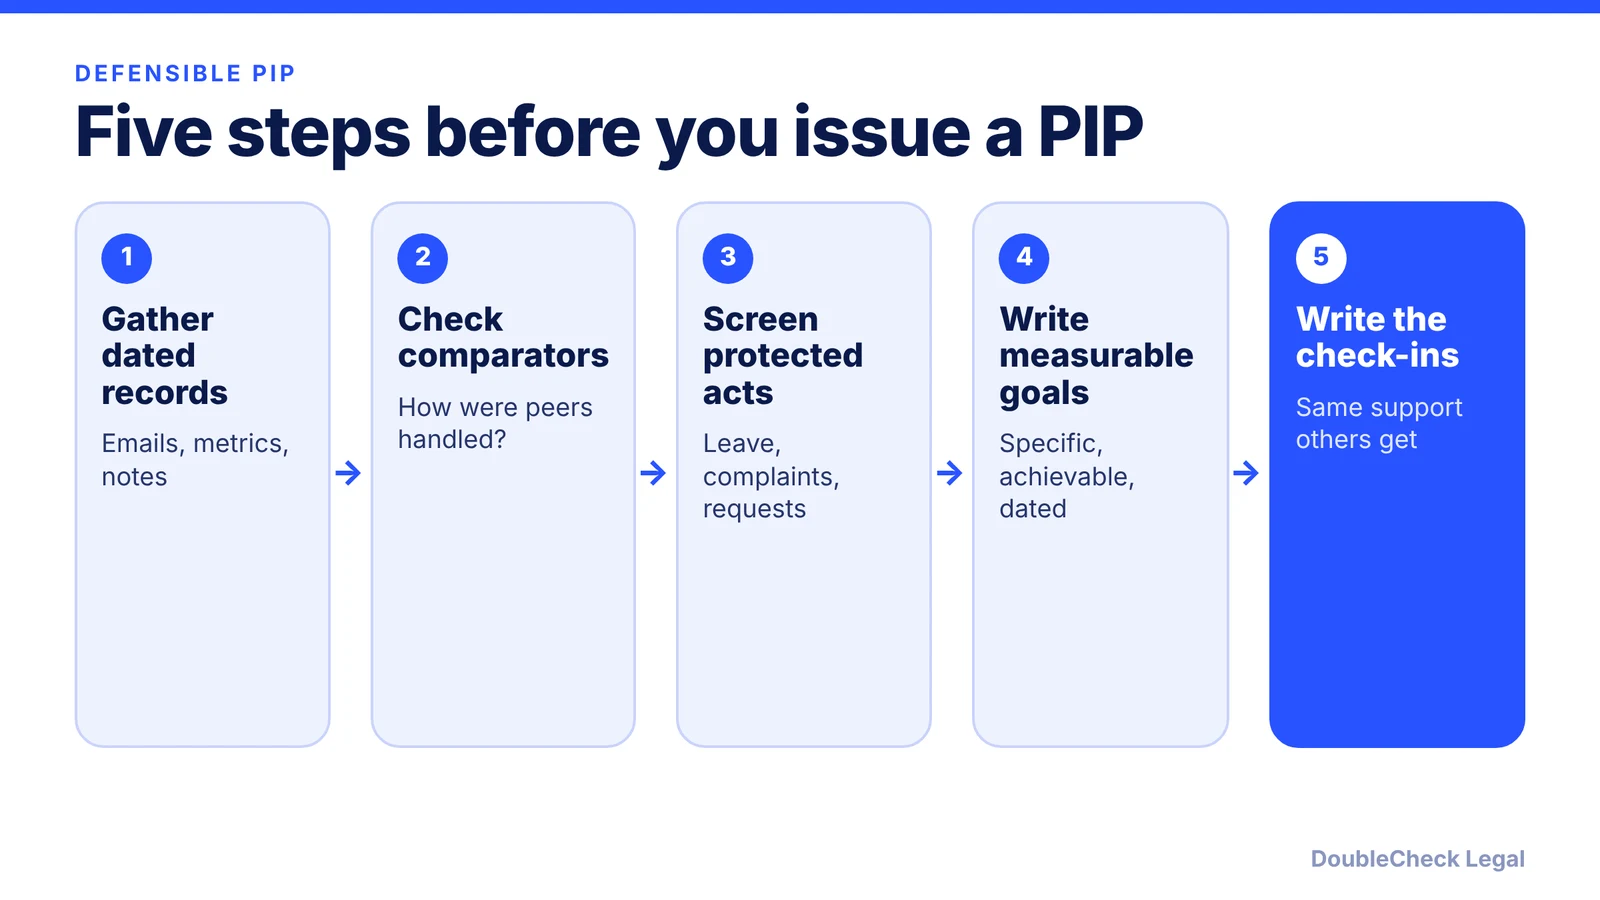 DEFENSIBLE PIP
Five steps before you issue a PIP
1
Gather
dated
records
Emails, metrics,
notes
2
Check
comparators
How were peers
handled?
3
Screen
protected
acts
Leave,
complaints,
requests
4
Write
measurable
goals
Specific,
achievable,
dated
5
Write the
check-ins
Same support
others get
DoubleCheck Legal